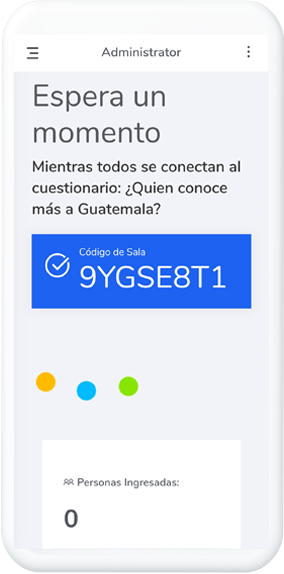 Administrator
Espera un
momento
Mientras todos se conectan al
cuestionario: ¿Quien conoce
más a Guatemala?
Código de Sala
9YGSE8T1
Personas Ingresadas:
0